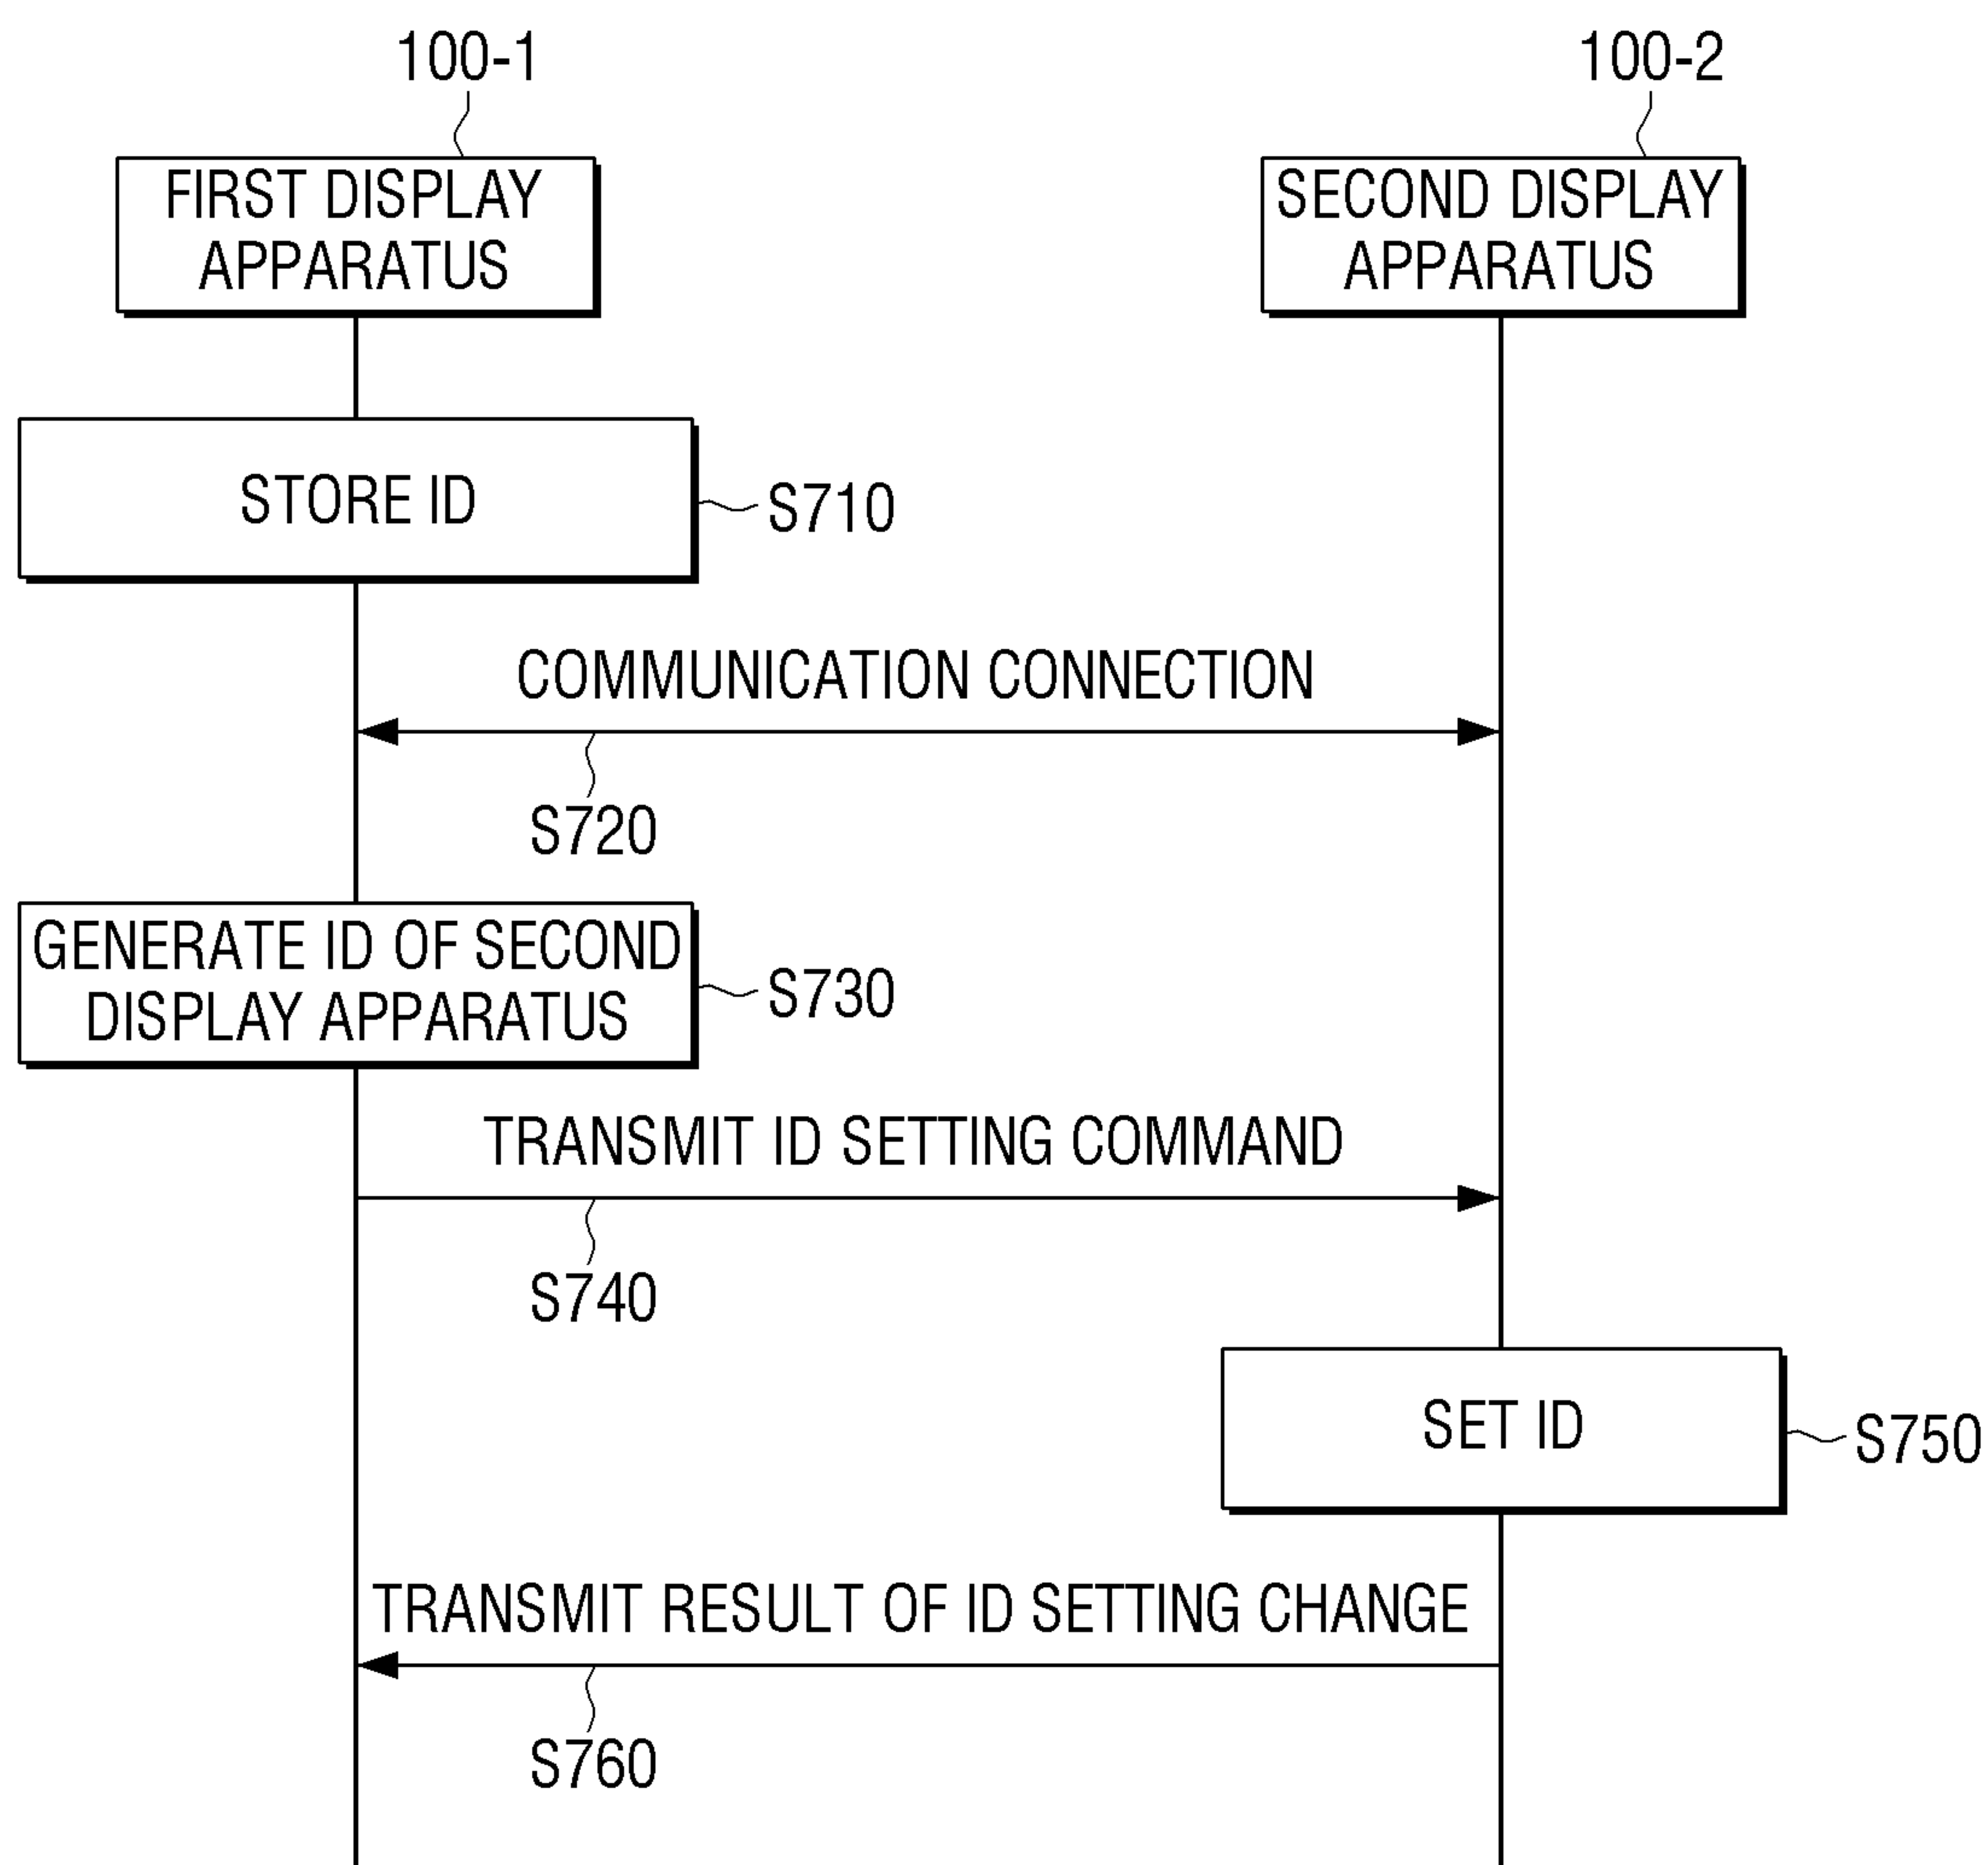 100-1
100-2
FIRST DISPLAY
APPARATUS
SECOND DISPLAY
APPARATUS
STORE ID
S710
COMMUNICATION CONNECTION
S720
GENERATE ID OF SECOND
DISPLAY APPARATUS
S730
TRANSMIT ID SETTING COMMAND
S740
SET ID
S750
TRANSMIT RESULT OF ID SETTING CHANGE
S760